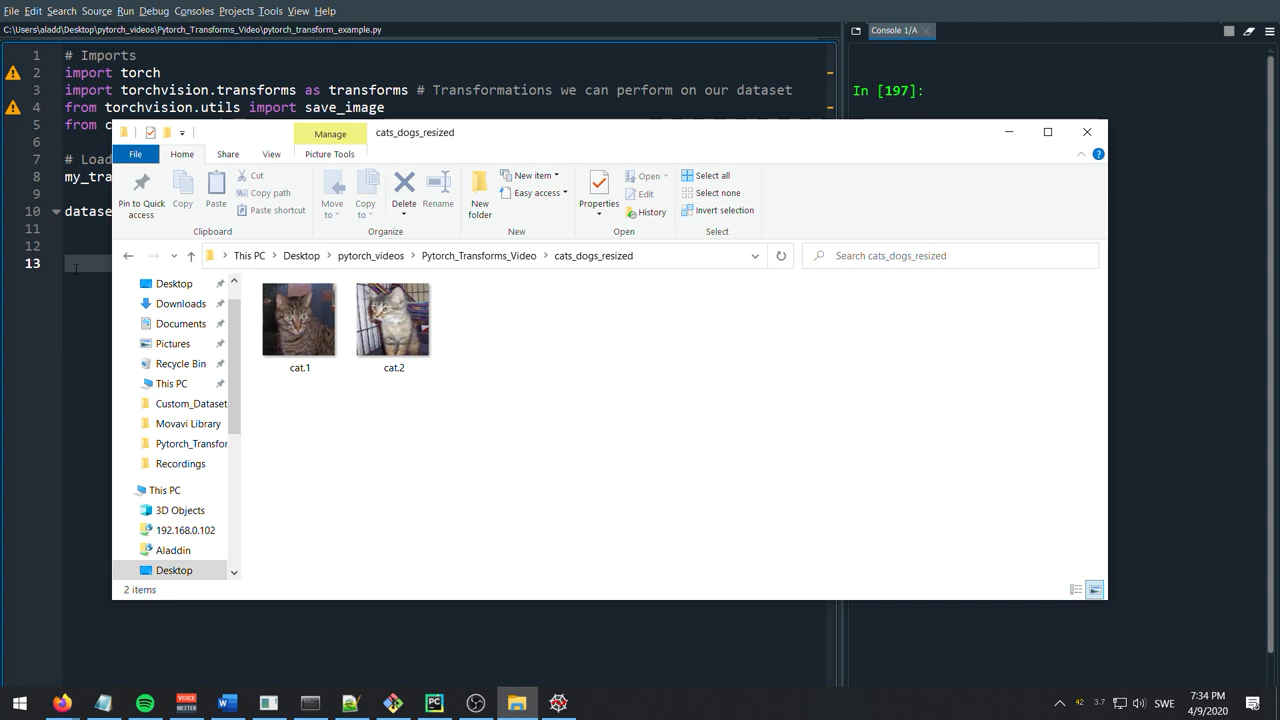 File Edit Search Source Run Debug Consoles Projects Tools View Help
C:\Users\aladd\Desktop\pytorch_videos\Pytorch_Transforms_Video\pytorch_transform_example.py
Console 1/A
1 # Imports
2 import torch
3 import torchvision.transforms as transforms # Transformations we can perform on our dataset
4 from torchvision.utils import save_image
5 from c
6
7 # Load
8 my_tra
9
10 datase
11
12
13
In [197]:
Manage
cats_dogs_resized
File Home Share View Picture Tools
Pin to Quick access
Copy
Paste
Cut
Copy path
Paste shortcut
Clipboard
Move to
Copy to
Delete
Rename
Organize
New folder
New item
Easy access
New
Properties
Open
Edit
History
Open
Select all
Select none
Invert selection
Select
This PC > Desktop > pytorch_videos > Pytorch_Transforms_Video > cats_dogs_resized
Search cats_dogs_resized
Desktop
Downloads
Documents
Pictures
Recycle Bin
This PC
Custom_Dataset
Movavi Library
Pytorch_Transfor
Recordings
This PC
3D Objects
192.168.0.102
Aladdin
Desktop
cat.1
cat.2
2 items
VOICE MEETER
42
3.7
SWE
7:34 PM
4/9/2020